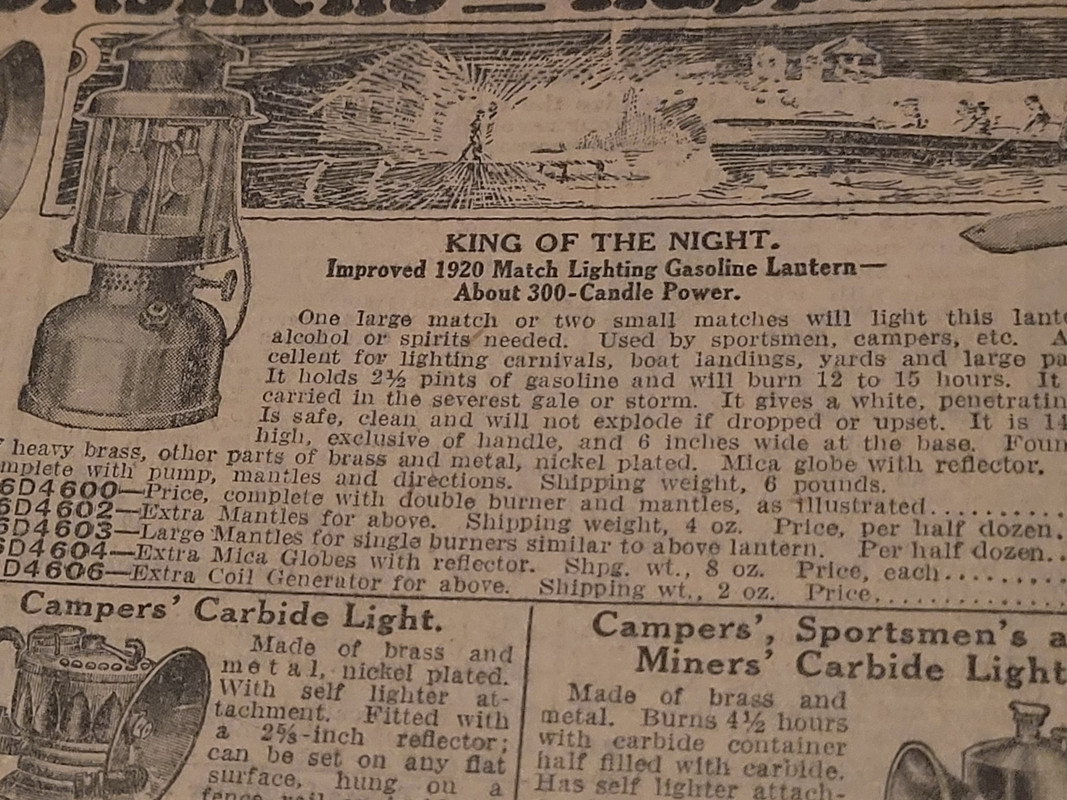 KING OF THE NIGHT.
Improved 1920 Match Lighting Gasoline Lantern—
About 300-Candle Power.
One large match or two small matches will light this
alcohol or spirits needed. Used by sportsmen, campers, etc.
cellent for lighting carnivals, boat landings, yards and large
It holds 2½ pints of gasoline and will burn 12 to 15 hours. It
carried in the severest gale or storm. It gives a white,
Is safe, clean and will not explode if dropped or upset. It is
high, exclusive of handle, and 6 inches wide at the base.
heavy brass, other parts of brass and metal, nickel plated. Mica globe with reflector.
mplete with pump, mantles and directions. Shipping weight, 6 pounds.
6D4600—Price, complete with double burner and mantles, as illustrated..........
6D4602—Extra Mantles for above. Shipping weight, 4 oz. Price, per half dozen.
6D4603—Large Mantles for single burners similar to above lantern. Per half dozen..
6D4604—Extra Mica Globes with reflector. Shpg. wt., 8 oz. Price, each..........
D4606—Extra Coil Generator for above. Shipping wt., 2 oz. Price................
Campers' Carbide Light.
Made of brass and
metal, nickel plated.
With self lighter at-
tachment. Fitted with
a 2⅝-inch reflector;
can be set on any flat
surface, hung on a
Campers', Sportsmen's a
Miners' Carbide Light
Made of brass and
metal. Burns 4½ hours
with carbide container
half filled with carbide.
Has self lighter attach-